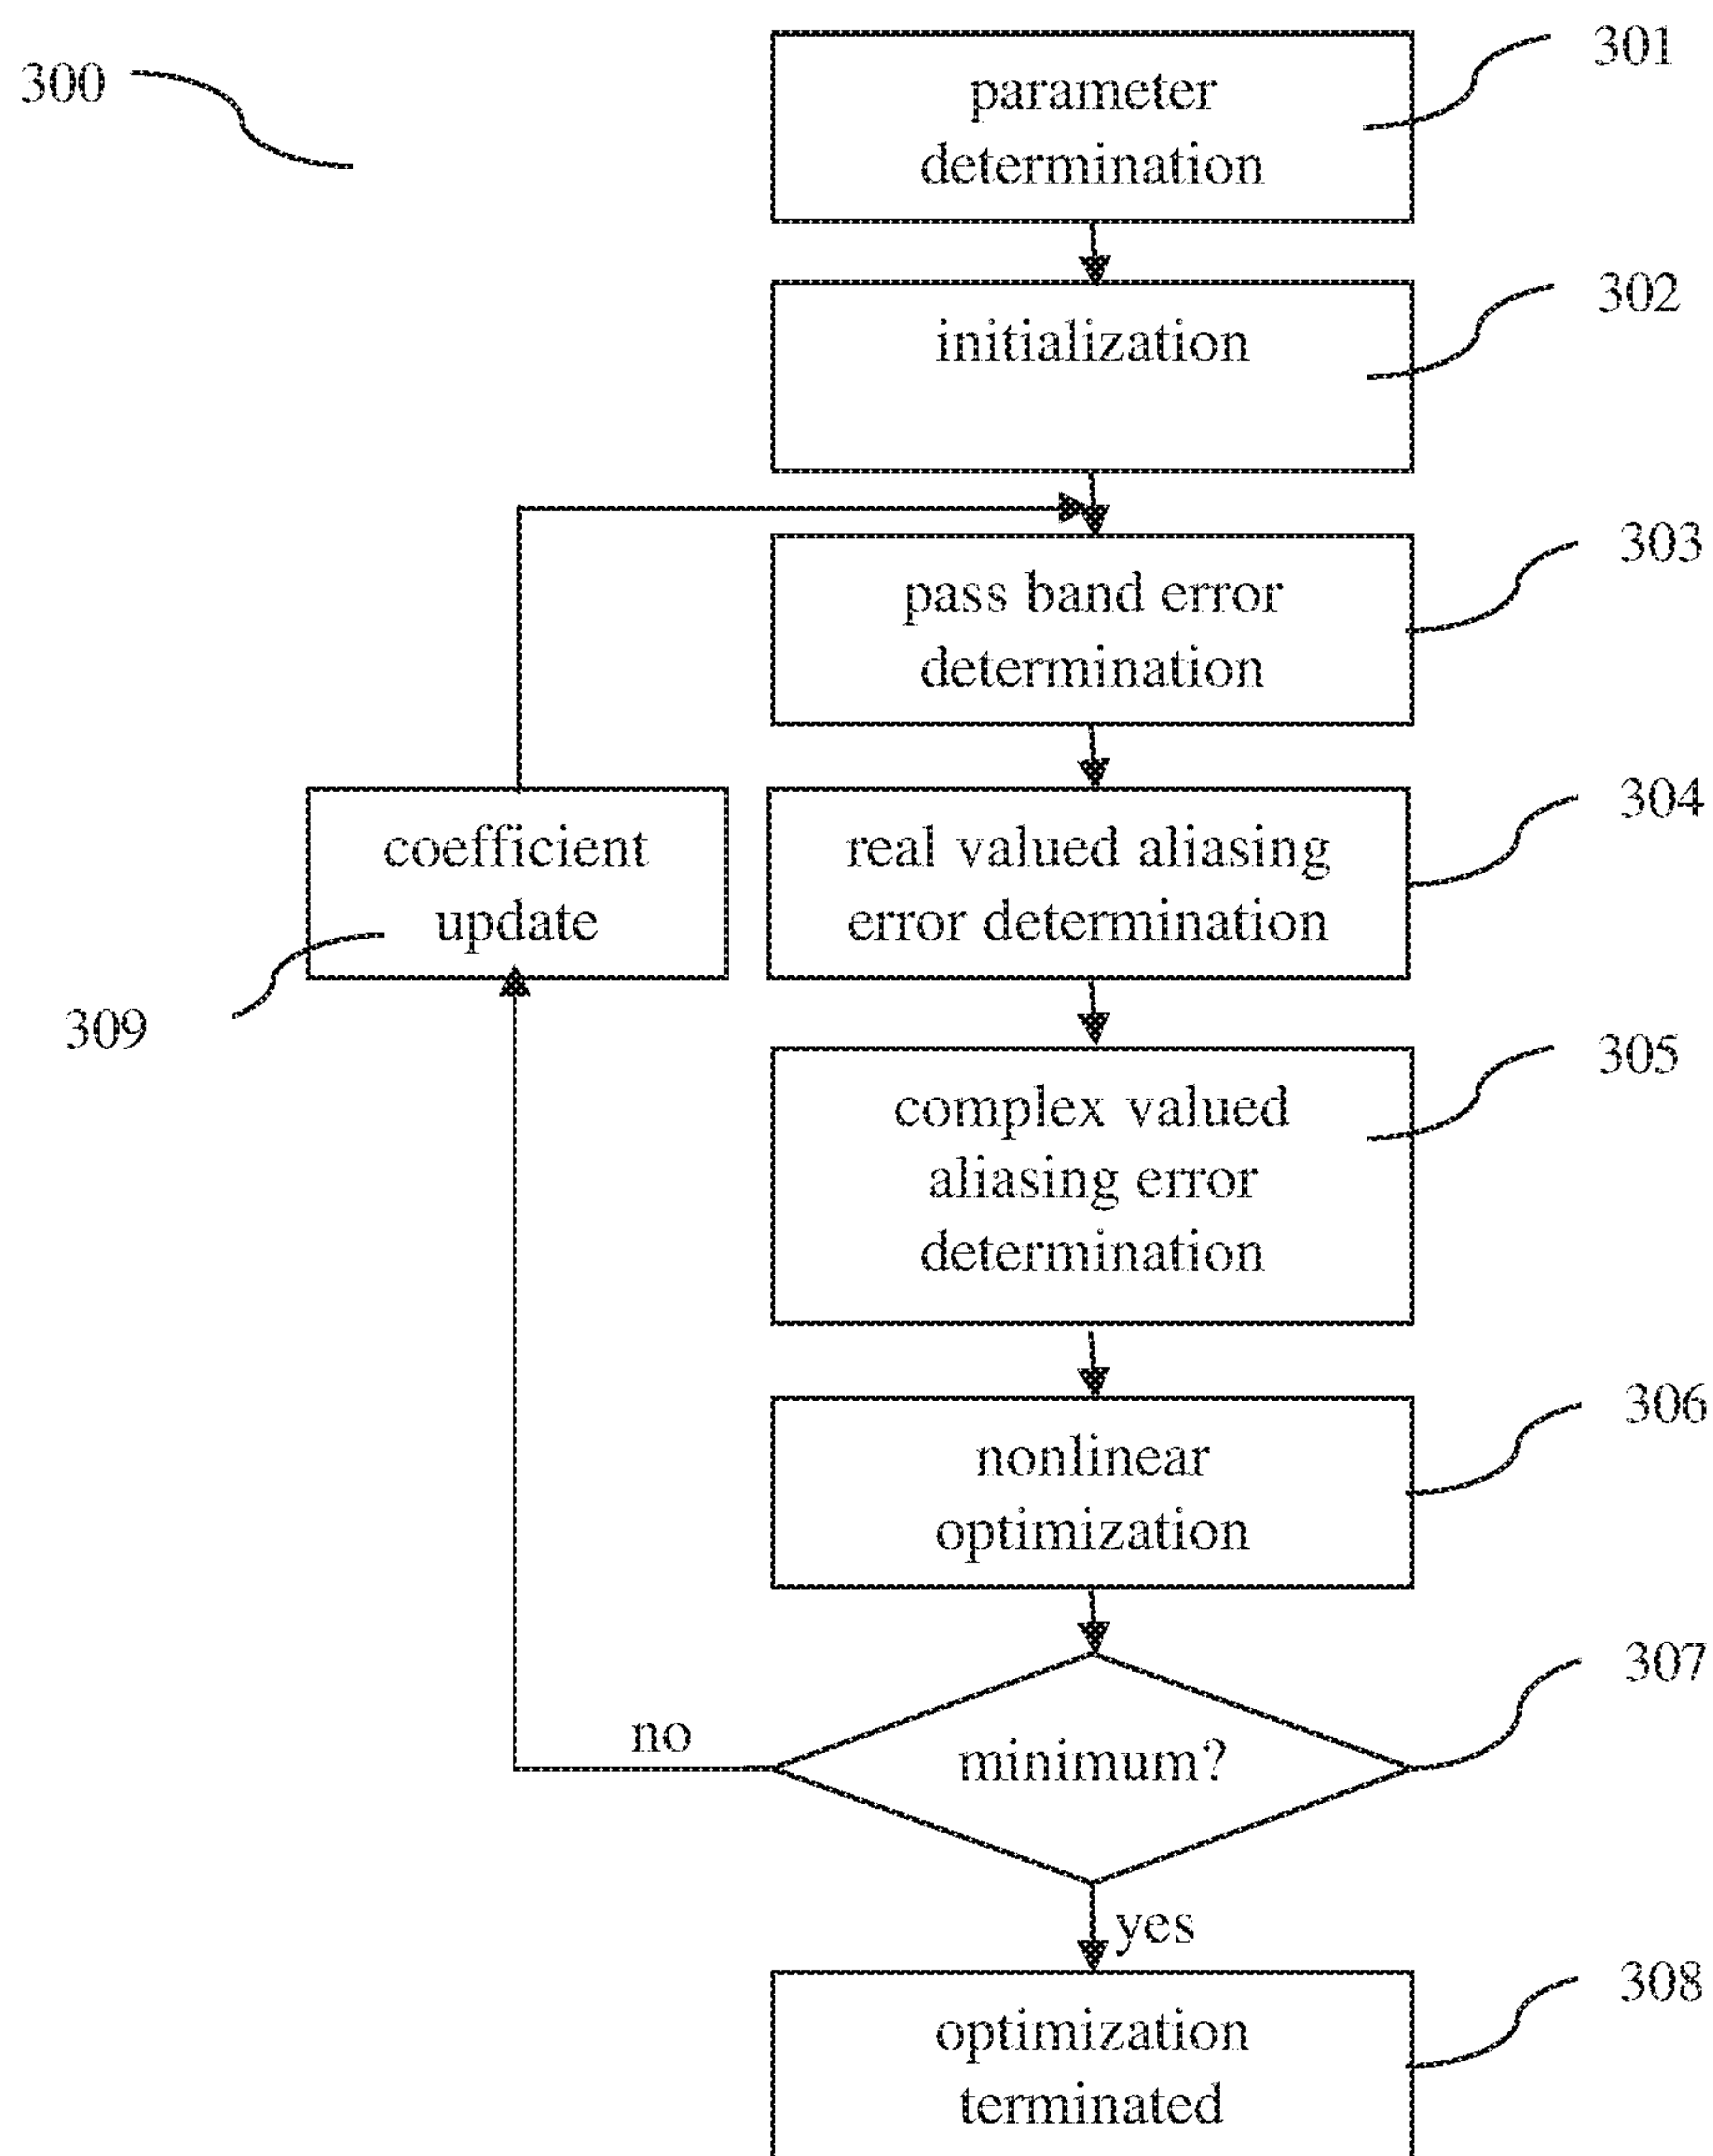 300
301
parameter
determination
302
initialization
303
pass band error
determination
304
coefficient
update
real valued aliasing
error determination
309
305
complex valued
aliasing error
determination
306
nonlinear
optimization
307
no
minimum?
yes
308
optimization
terminated